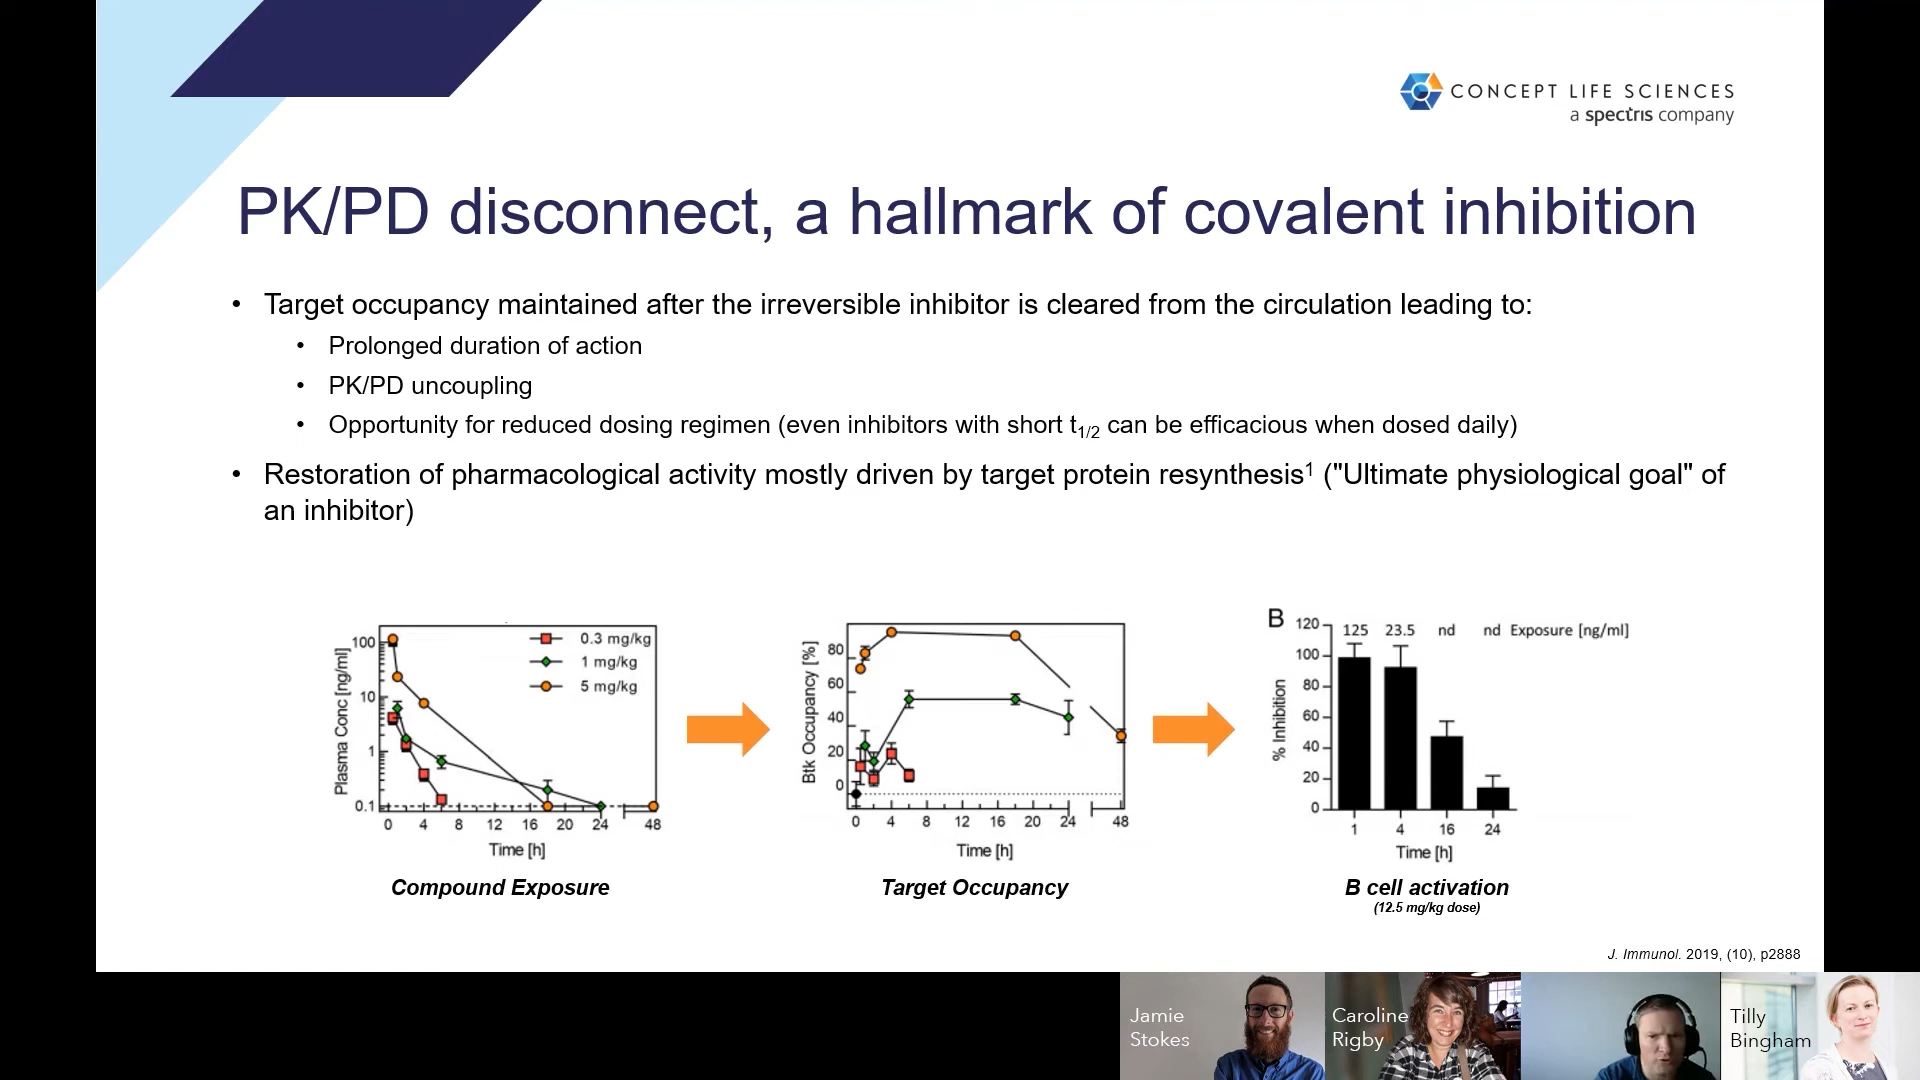 CONCEPT LIFE SCIENCES
a spectris company
PK/PD disconnect, a hallmark of covalent inhibition
• Target occupancy maintained after the irreversible inhibitor is cleared from the circulation leading to:
• Prolonged duration of action
• PK/PD uncoupling
• Opportunity for reduced dosing regimen (even inhibitors with short t1/2 can be efficacious when dosed daily)
• Restoration of pharmacological activity mostly driven by target protein resynthesis¹ ("Ultimate physiological goal" of
an inhibitor)
Plasma Conc [ng/ml]
100
10
1
0.1
0.3 mg/kg
1 mg/kg
5 mg/kg
0 4 8 12 16 20 24 48
Time [h]
Compound Exposure
Btk Occupancy [%]
80
60
40
20
0
0 4 8 12 16 20 24 48
Time [h]
Target Occupancy
B
% Inhibition
120
100
80
60
40
20
0
125 23.5 nd nd Exposure [ng/ml]
1 4 16 24
Time [h]
B cell activation
(12.5 mg/kg dose)
J. Immunol. 2019, (10), p2888
Jamie
Stokes
Caroline
Rigby
Tilly
Bingham